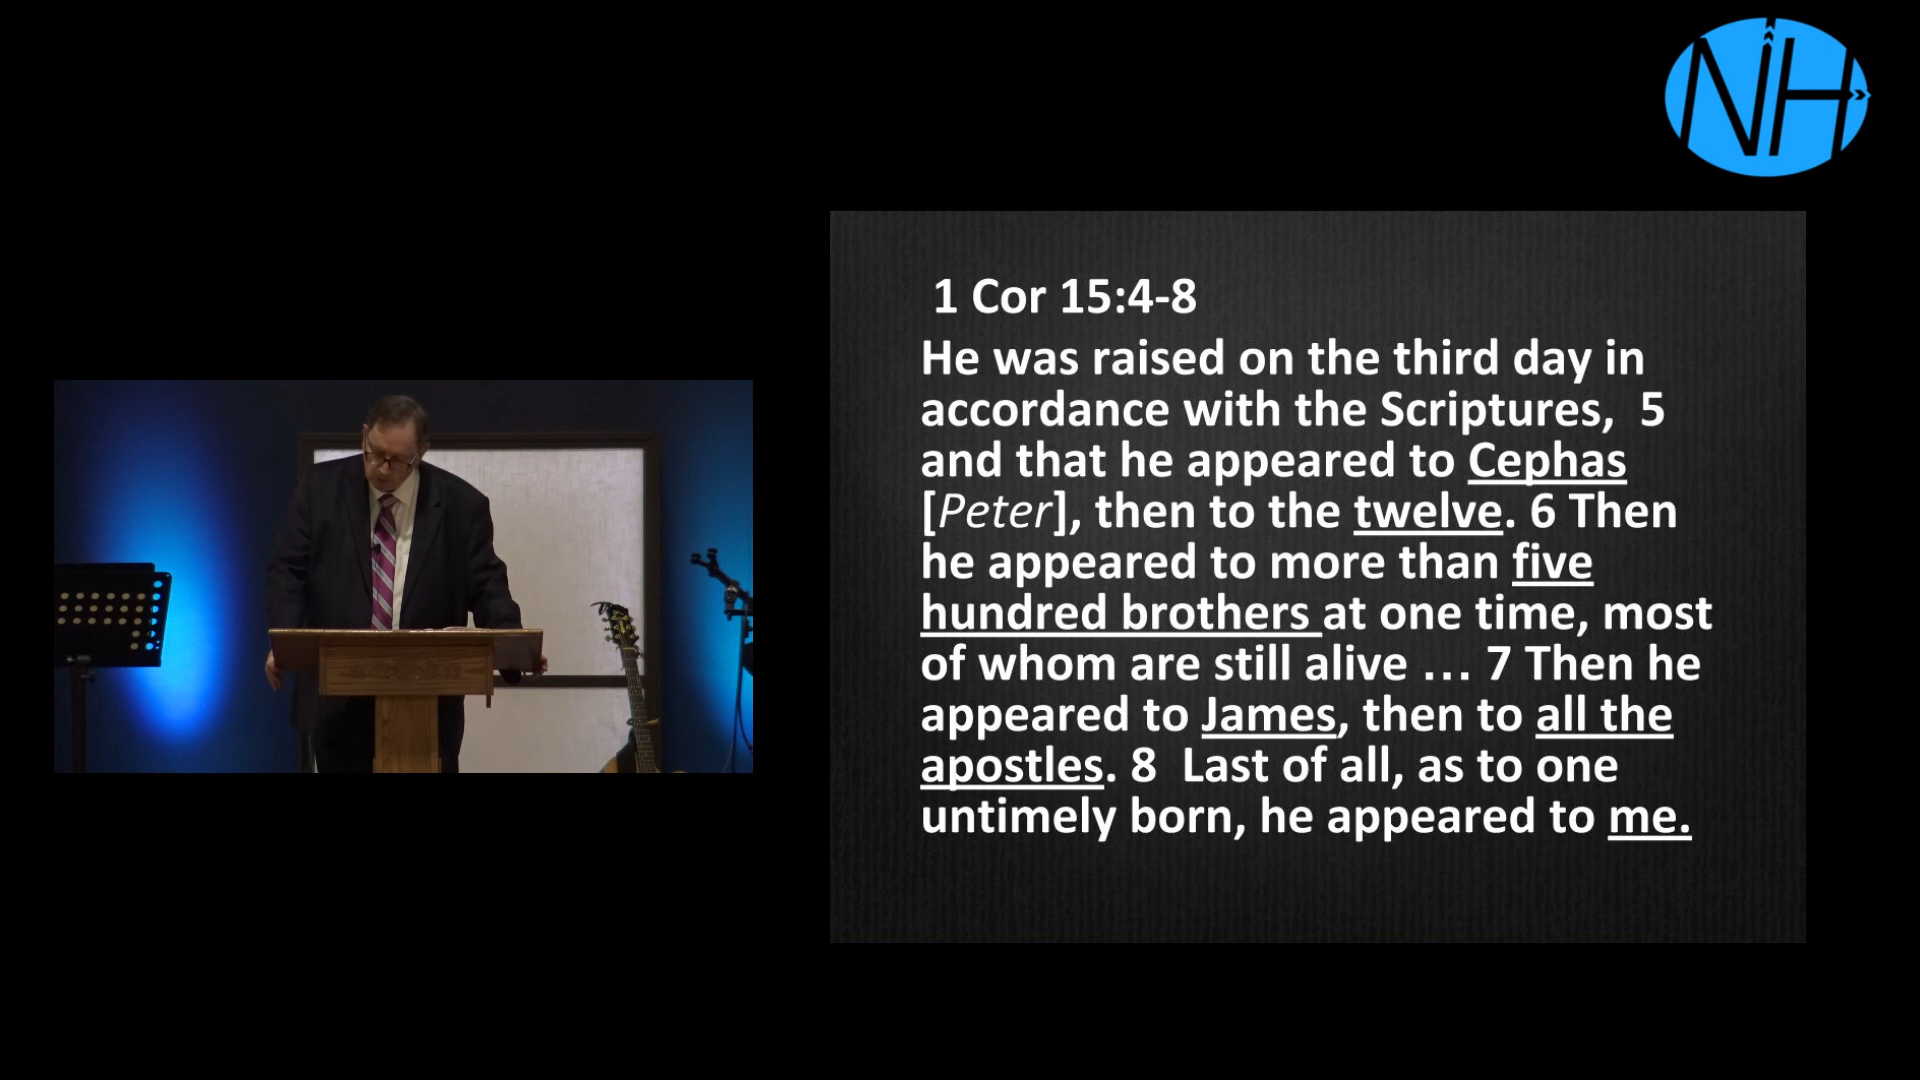 NH
1 Cor 15:4-8
He was raised on the third day in
accordance with the Scriptures,  5
and that he appeared to Cephas
[Peter], then to the twelve. 6 Then
he appeared to more than five
hundred brothers at one time, most
of whom are still alive … 7 Then he
appeared to James, then to all the
apostles. 8  Last of all, as to one
untimely born, he appeared to me.